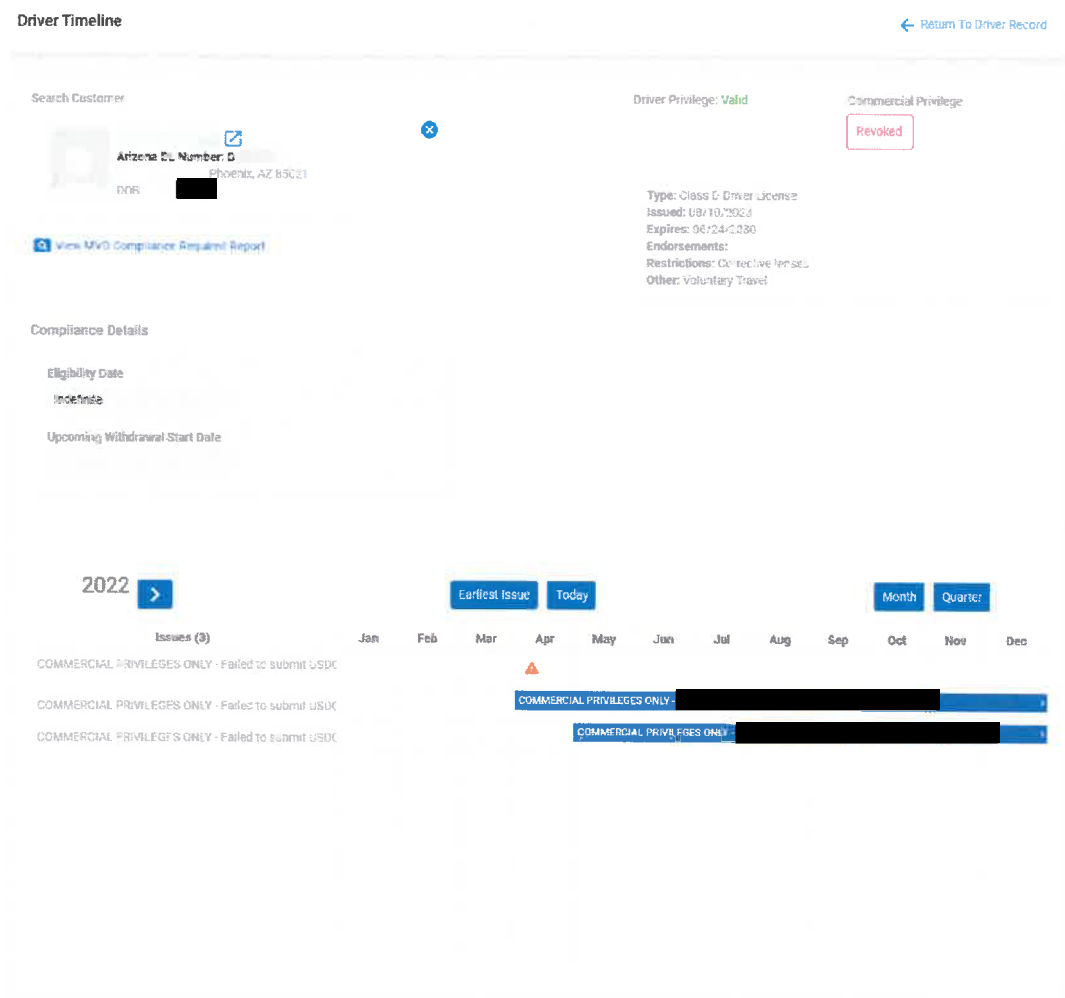 Driver Timeline
Return To Driver Record
Search Customer
Driver Privilege: Valid
Commercial Privilege
Revoked
Arizona DL Number: D
Phoenix, AZ 85021
DOB
View MVD Compliance Required Report
Type: Class D Driver License
Issued: 08/10/2023
Expires: 06/24/2030
Endorsements:
Restrictions: Corrective lenses
Other: Voluntary Travel
Compliance Details
Eligibility Date
Indefinite
Upcoming Withdrawal Start Date
2022
Earliest Issue Today
Month Quarter
Issues (3) Jan Feb Mar Apr May Jun Jul Aug Sep Oct Nov Dec
COMMERCIAL PRIVILEGES ONLY - Failed to submit USDC
COMMERCIAL PRIVILEGES ONLY - Failed to submit USDC COMMERCIAL PRIVILEGES ONLY -
COMMERCIAL PRIVILEGES ONLY - Failed to submit USDC COMMERCIAL PRIVILEGES ONLY -